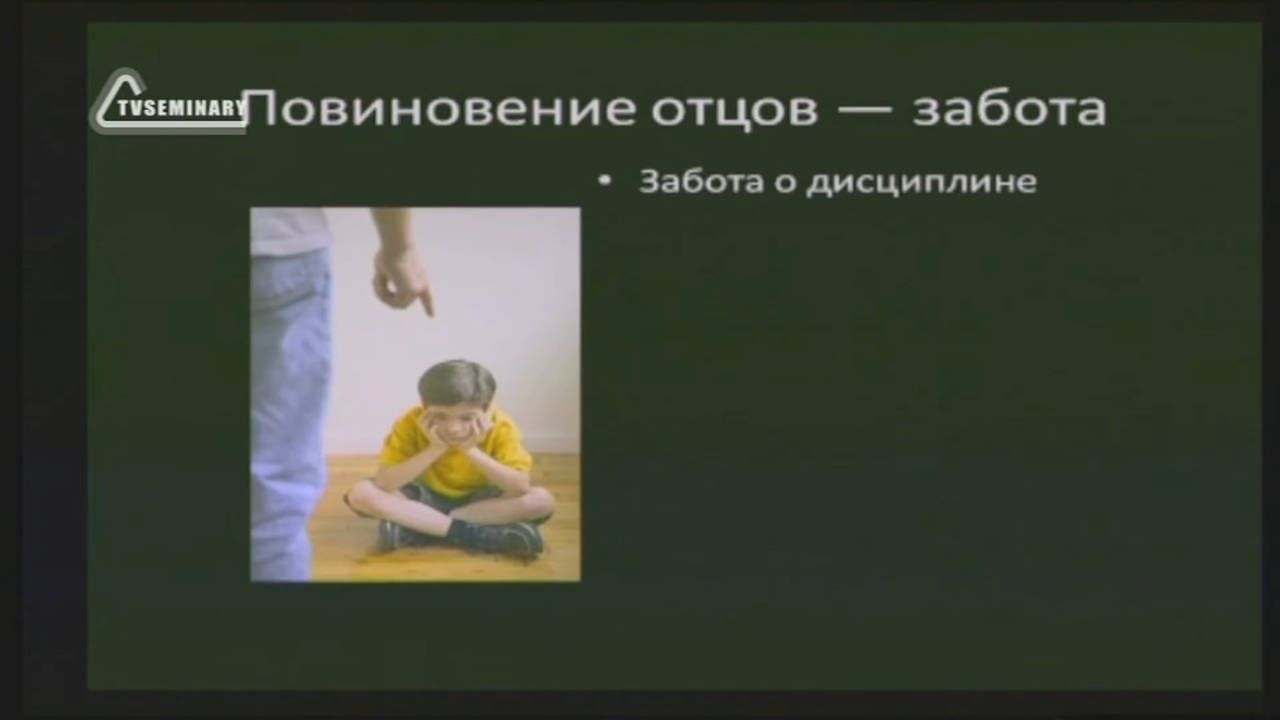 TVSEMINARY
Повиновение отцов — забота
• Забота о дисциплине